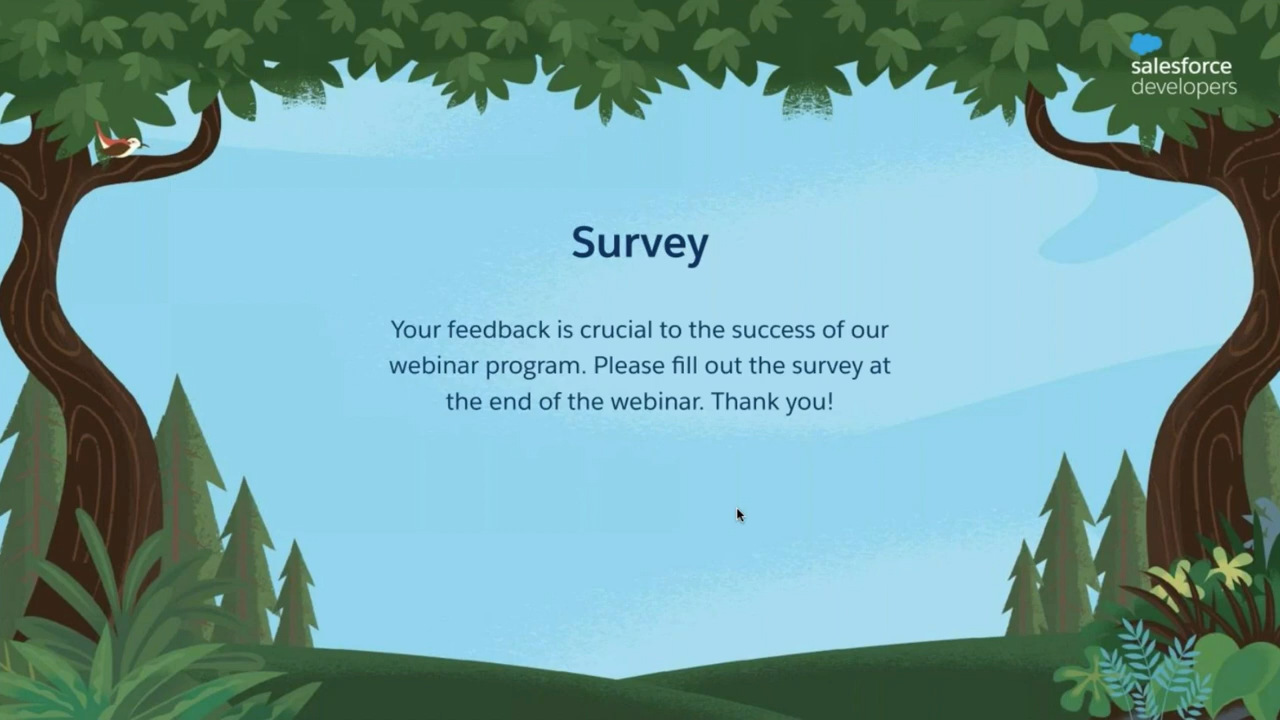 salesforce
developers
Survey
Your feedback is crucial to the success of our
webinar program. Please fill out the survey at
the end of the webinar. Thank you!